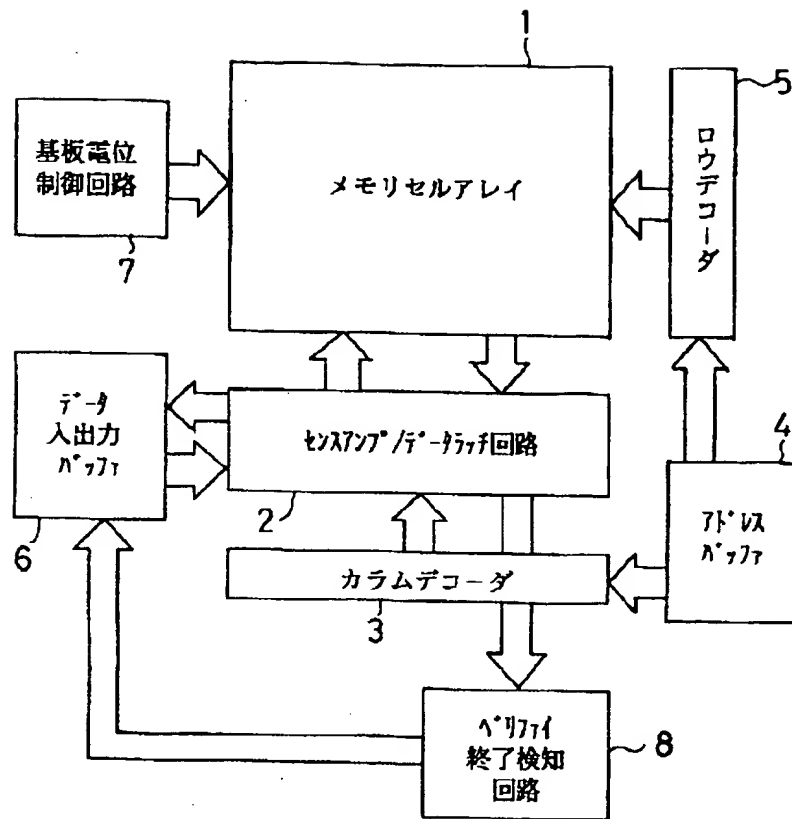 1
5
基板電位
制御回路
7
メモリセルアレイ
ロウデコーダ
データ
入出力
バッファ
6
センスアンプ/データラッチ回路
2
4
アドレス
バッファ
カラムデコーダ
3
ベリファイ
終了検知
回路
8